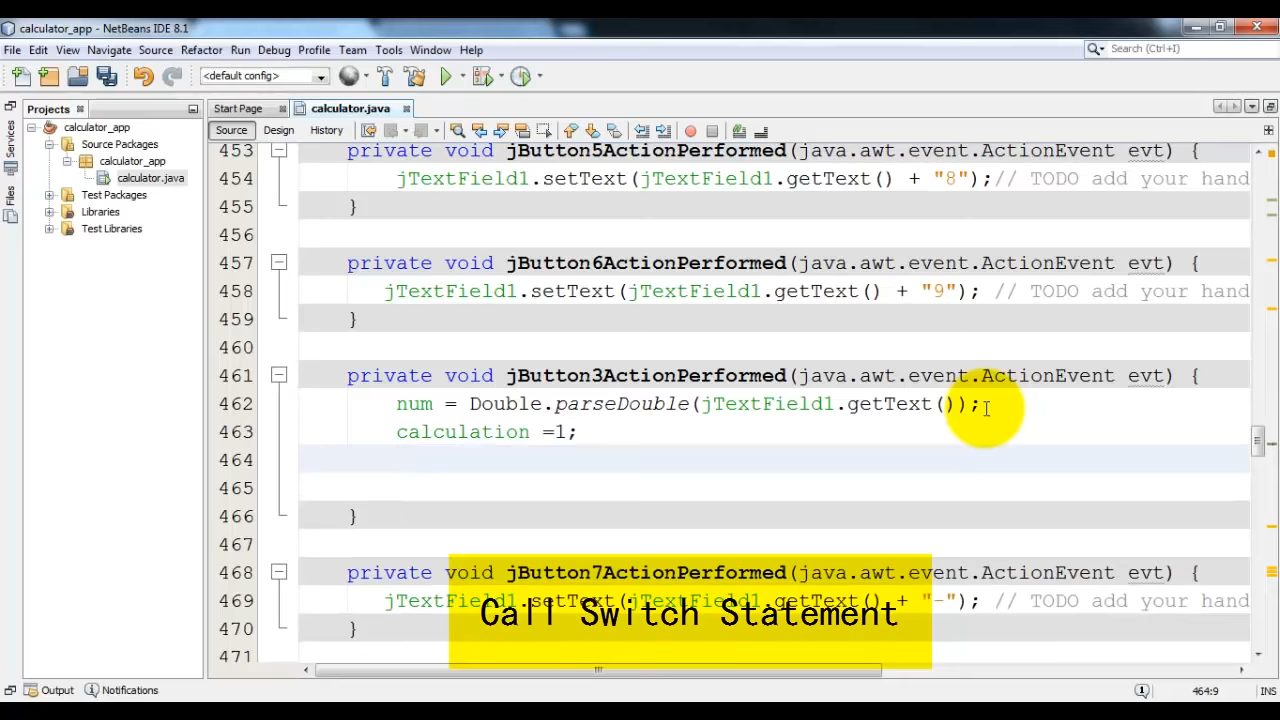 calculator_app - NetBeans IDE 8.1
File Edit View Navigate Source Refactor Run Debug Profile Team Tools Window Help
Search (Ctrl+I)
<default config>
Projects
Start Page
calculator.java
Services
Files
calculator_app
Source Packages
calculator_app
calculator.java
Test Packages
Libraries
Test Libraries
Source Design History
453 private void jButton5ActionPerformed(java.awt.event.ActionEvent evt) {
454 jTextField1.setText(jTextField1.getText() + "8");// TODO add your hand
455 }
456
457 private void jButton6ActionPerformed(java.awt.event.ActionEvent evt) {
458 jTextField1.setText(jTextField1.getText() + "9"); // TODO add your hand
459 }
460
461 private void jButton3ActionPerformed(java.awt.event.ActionEvent evt) {
462 num = Double.parseDouble(jTextField1.getText());
463 calculation =1;
464
465
466 }
467
468 private void jButton7ActionPerformed(java.awt.event.ActionEvent evt) {
469 jTextField1.setText(jTextField1.getText() + "-"); // TODO add your hand
470 }
471
Call Switch Statement
Output Notifications
464:9 INS